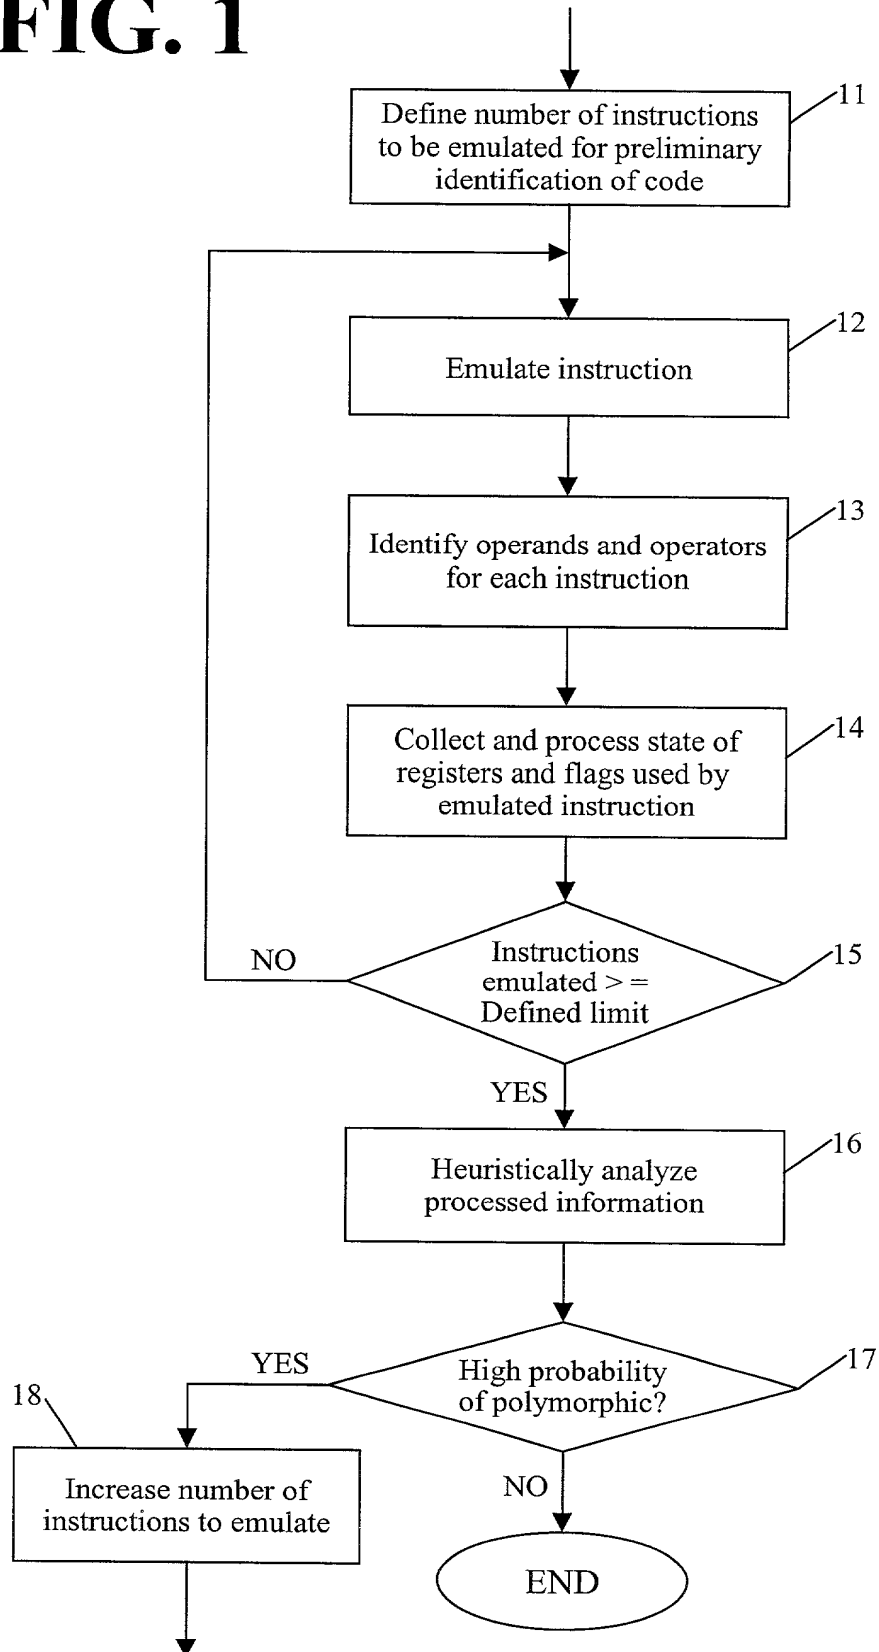 FIG. 1
11
Define number of instructions
to be emulated for preliminary
identification of code
12
Emulate instruction
13
Identify operands and operators
for each instruction
14
Collect and process state of
registers and flags used by
emulated instruction
15
Instructions
emulated > =
Defined limit
NO
YES
16
Heuristically analyze
processed information
17
High probability
of polymorphic?
YES
18
Increase number of
instructions to emulate
NO
END